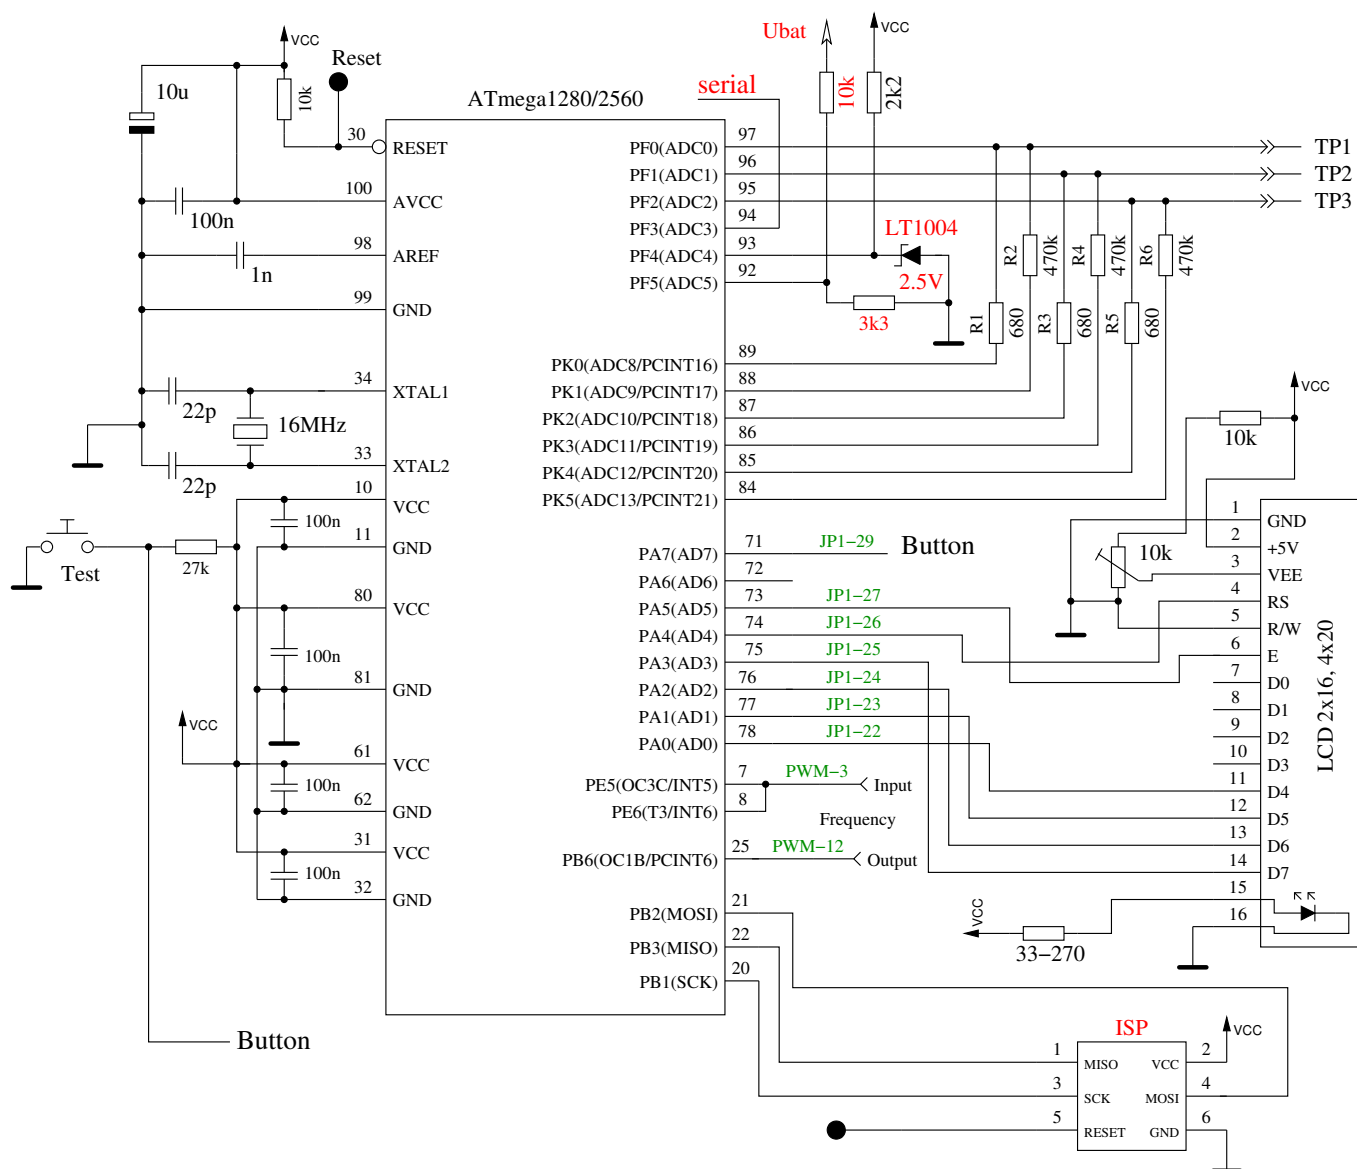 VCC
Reset
10u
10k
ATmega1280/2560
serial
Ubat
10k
VCC
2k2
30
RESET
100
AVCC
100n
98
AREF
1n
99
GND
34
XTAL1
22p
16MHz
33
XTAL2
22p
10
VCC
100n
11
GND
Test
27k
80
VCC
100n
81
GND
VCC
61
VCC
100n
62
GND
31
VCC
100n
32
GND
Button
PF0(ADC0)
97
TP1
PF1(ADC1)
96
TP2
PF2(ADC2)
95
TP3
PF3(ADC3)
94
PF4(ADC4)
93
PF5(ADC5)
92
LT1004
2.5V
3k3
R2
470k
R4
470k
R6
470k
R1
680
R3
680
R5
680
PK0(ADC8/PCINT16)
89
PK1(ADC9/PCINT17)
88
PK2(ADC10/PCINT18)
87
PK3(ADC11/PCINT19)
86
PK4(ADC12/PCINT20)
85
PK5(ADC13/PCINT21)
84
PA7(AD7)
71
JP1−29
Button
PA6(AD6)
72
PA5(AD5)
73
JP1−27
PA4(AD4)
74
JP1−26
PA3(AD3)
75
JP1−25
PA2(AD2)
76
JP1−24
PA1(AD1)
77
JP1−23
PA0(AD0)
78
JP1−22
PE5(OC3C/INT5)
7
PWM−3
Input
PE6(T3/INT6)
8
Frequency
PB6(OC1B/PCINT6)
25
PWM−12
Output
PB2(MOSI)
21
PB3(MISO)
22
PB1(SCK)
20
VCC
10k
10k
1
GND
2
+5V
3
VEE
4
RS
5
R/W
6
E
7
D0
8
D1
9
D2
10
D3
11
D4
12
D5
13
D6
14
D7
15
16
LCD 2x16, 4x20
VCC
33−270
ISP
VCC
1
MISO
VCC
2
3
SCK
MOSI
4
5
RESET
GND
6